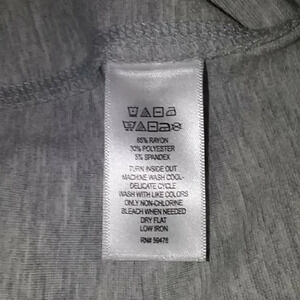 65% RAYON
30% POLYESTER
5% SPANDEX
TURN INSIDE OUT
MACHINE WASH COOL-
DELICATE CYCLE
WASH WITH LIKE COLORS
ONLY NON-CHLORINE
BLEACH WHEN NEEDED
DRY FLAT
LOW IRON
RN# 59478